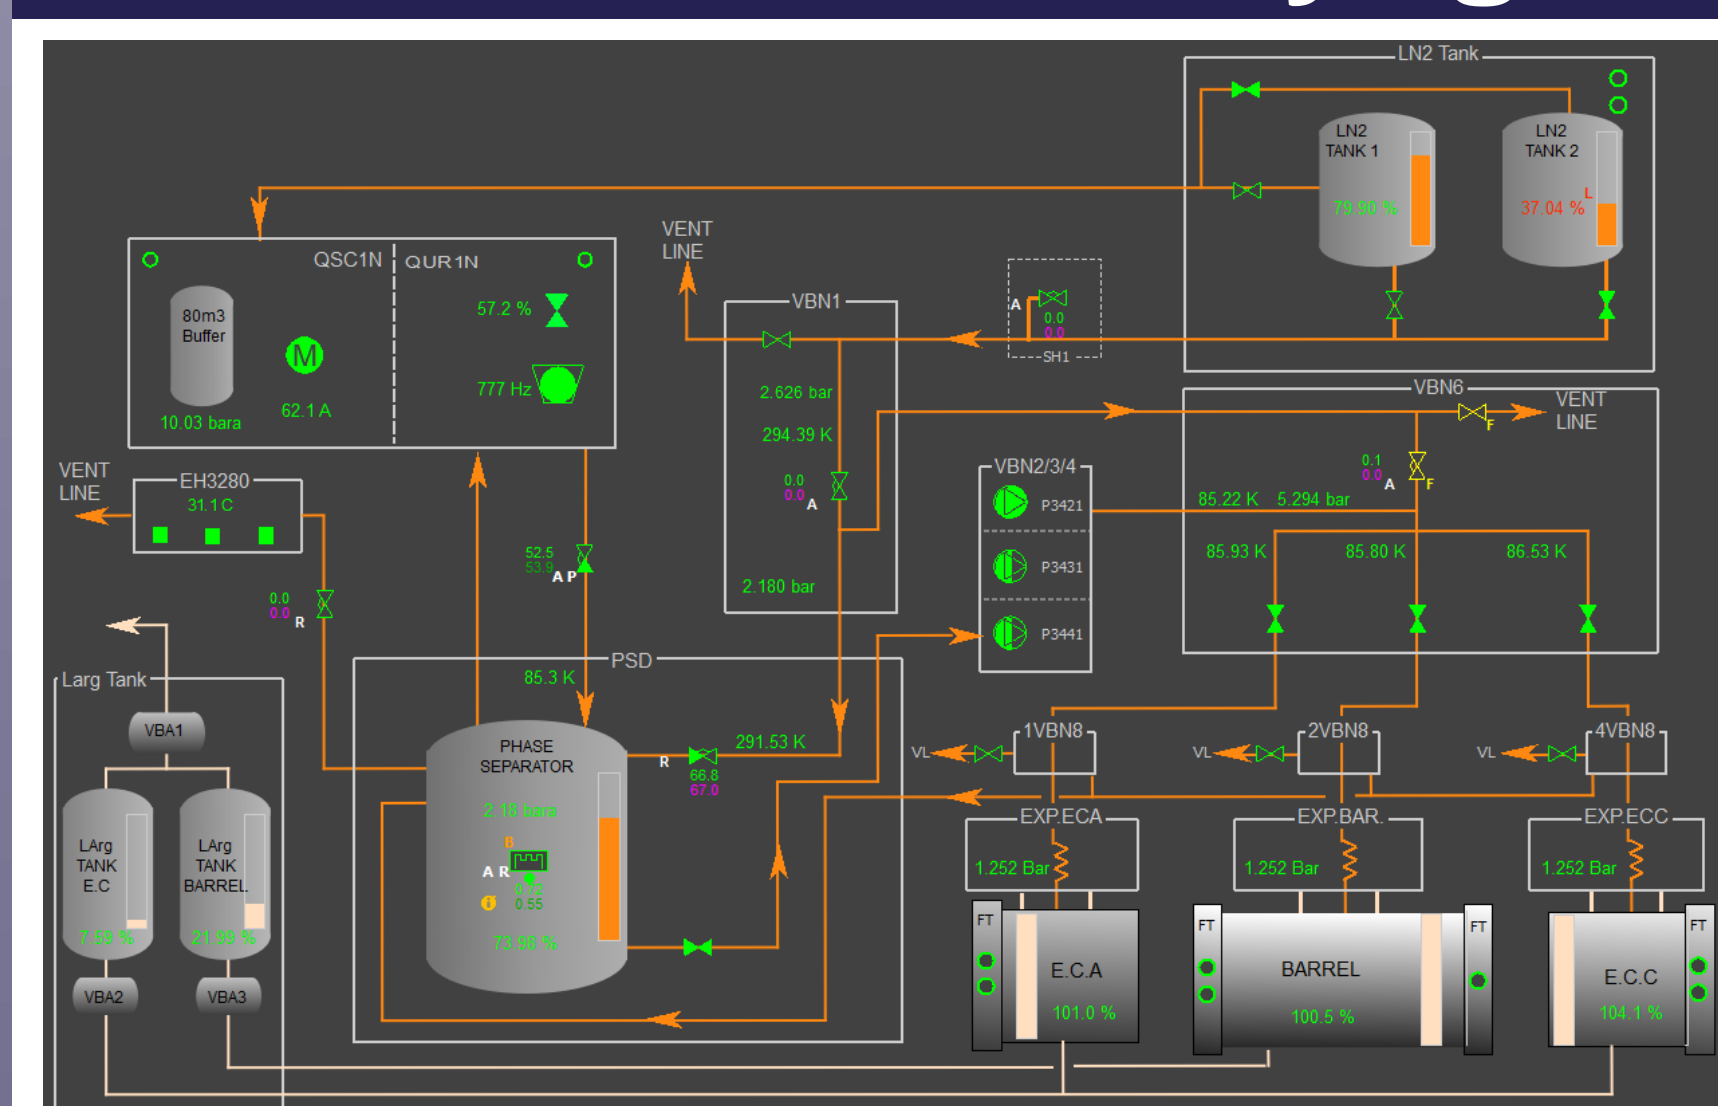 LN2 Tank
LN2
TANK 1
79.90 %
LN2
TANK 2
L
37.04 %
VENT
LINE
QSC1N
QUR1N
80m3
Buffer
M
10.03 bara
62.1 A
57.2 %
777 Hz
VBN1
2.626 bar
294.39 K
0.0
0.0
A
2.180 bar
A
0.0
0.0
SH1
VBN6
VENT
LINE
F
0.1
0.0
A
F
85.22 K
5.294 bar
85.93 K
85.80 K
86.53 K
VBN2/3/4
P3421
P3431
P3441
VENT
LINE
EH3280
31.1 C
0.0
0.0
R
52.5
53.9
A P
PSD
85.3 K
PHASE
SEPARATOR
2.18 bara
B
A R
0.72
0.55
i
73.98 %
R
66.8
67.0
291.53 K
Larg Tank
VBA1
LArg
TANK
E.C
7.59 %
LArg
TANK
BARREL
21.99 %
VBA2
VBA3
VL
1VBN8
VL
2VBN8
VL
4VBN8
EXP.ECA
1.252 Bar
EXP.BAR.
1.252 Bar
EXP.ECC
1.252 Bar
FT
E.C.A
101.0 %
FT
BARREL
100.5 %
FT
E.C.C
104.1 %
FT